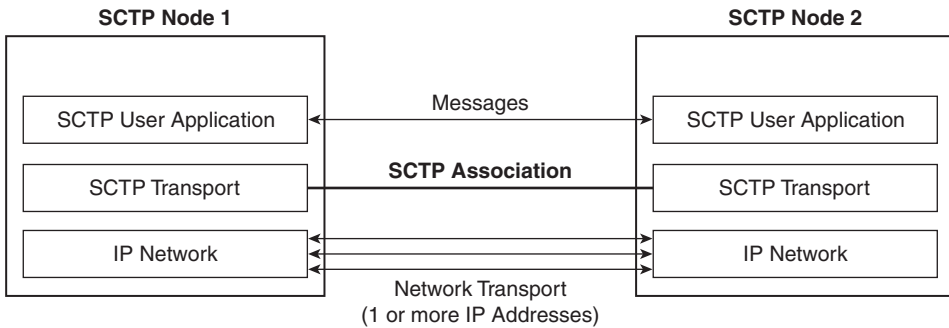 SCTP Node 1
SCTP Node 2
SCTP User Application
Messages
SCTP User Application
SCTP Transport
SCTP Association
SCTP Transport
IP Network
IP Network
Network Transport
(1 or more IP Addresses)